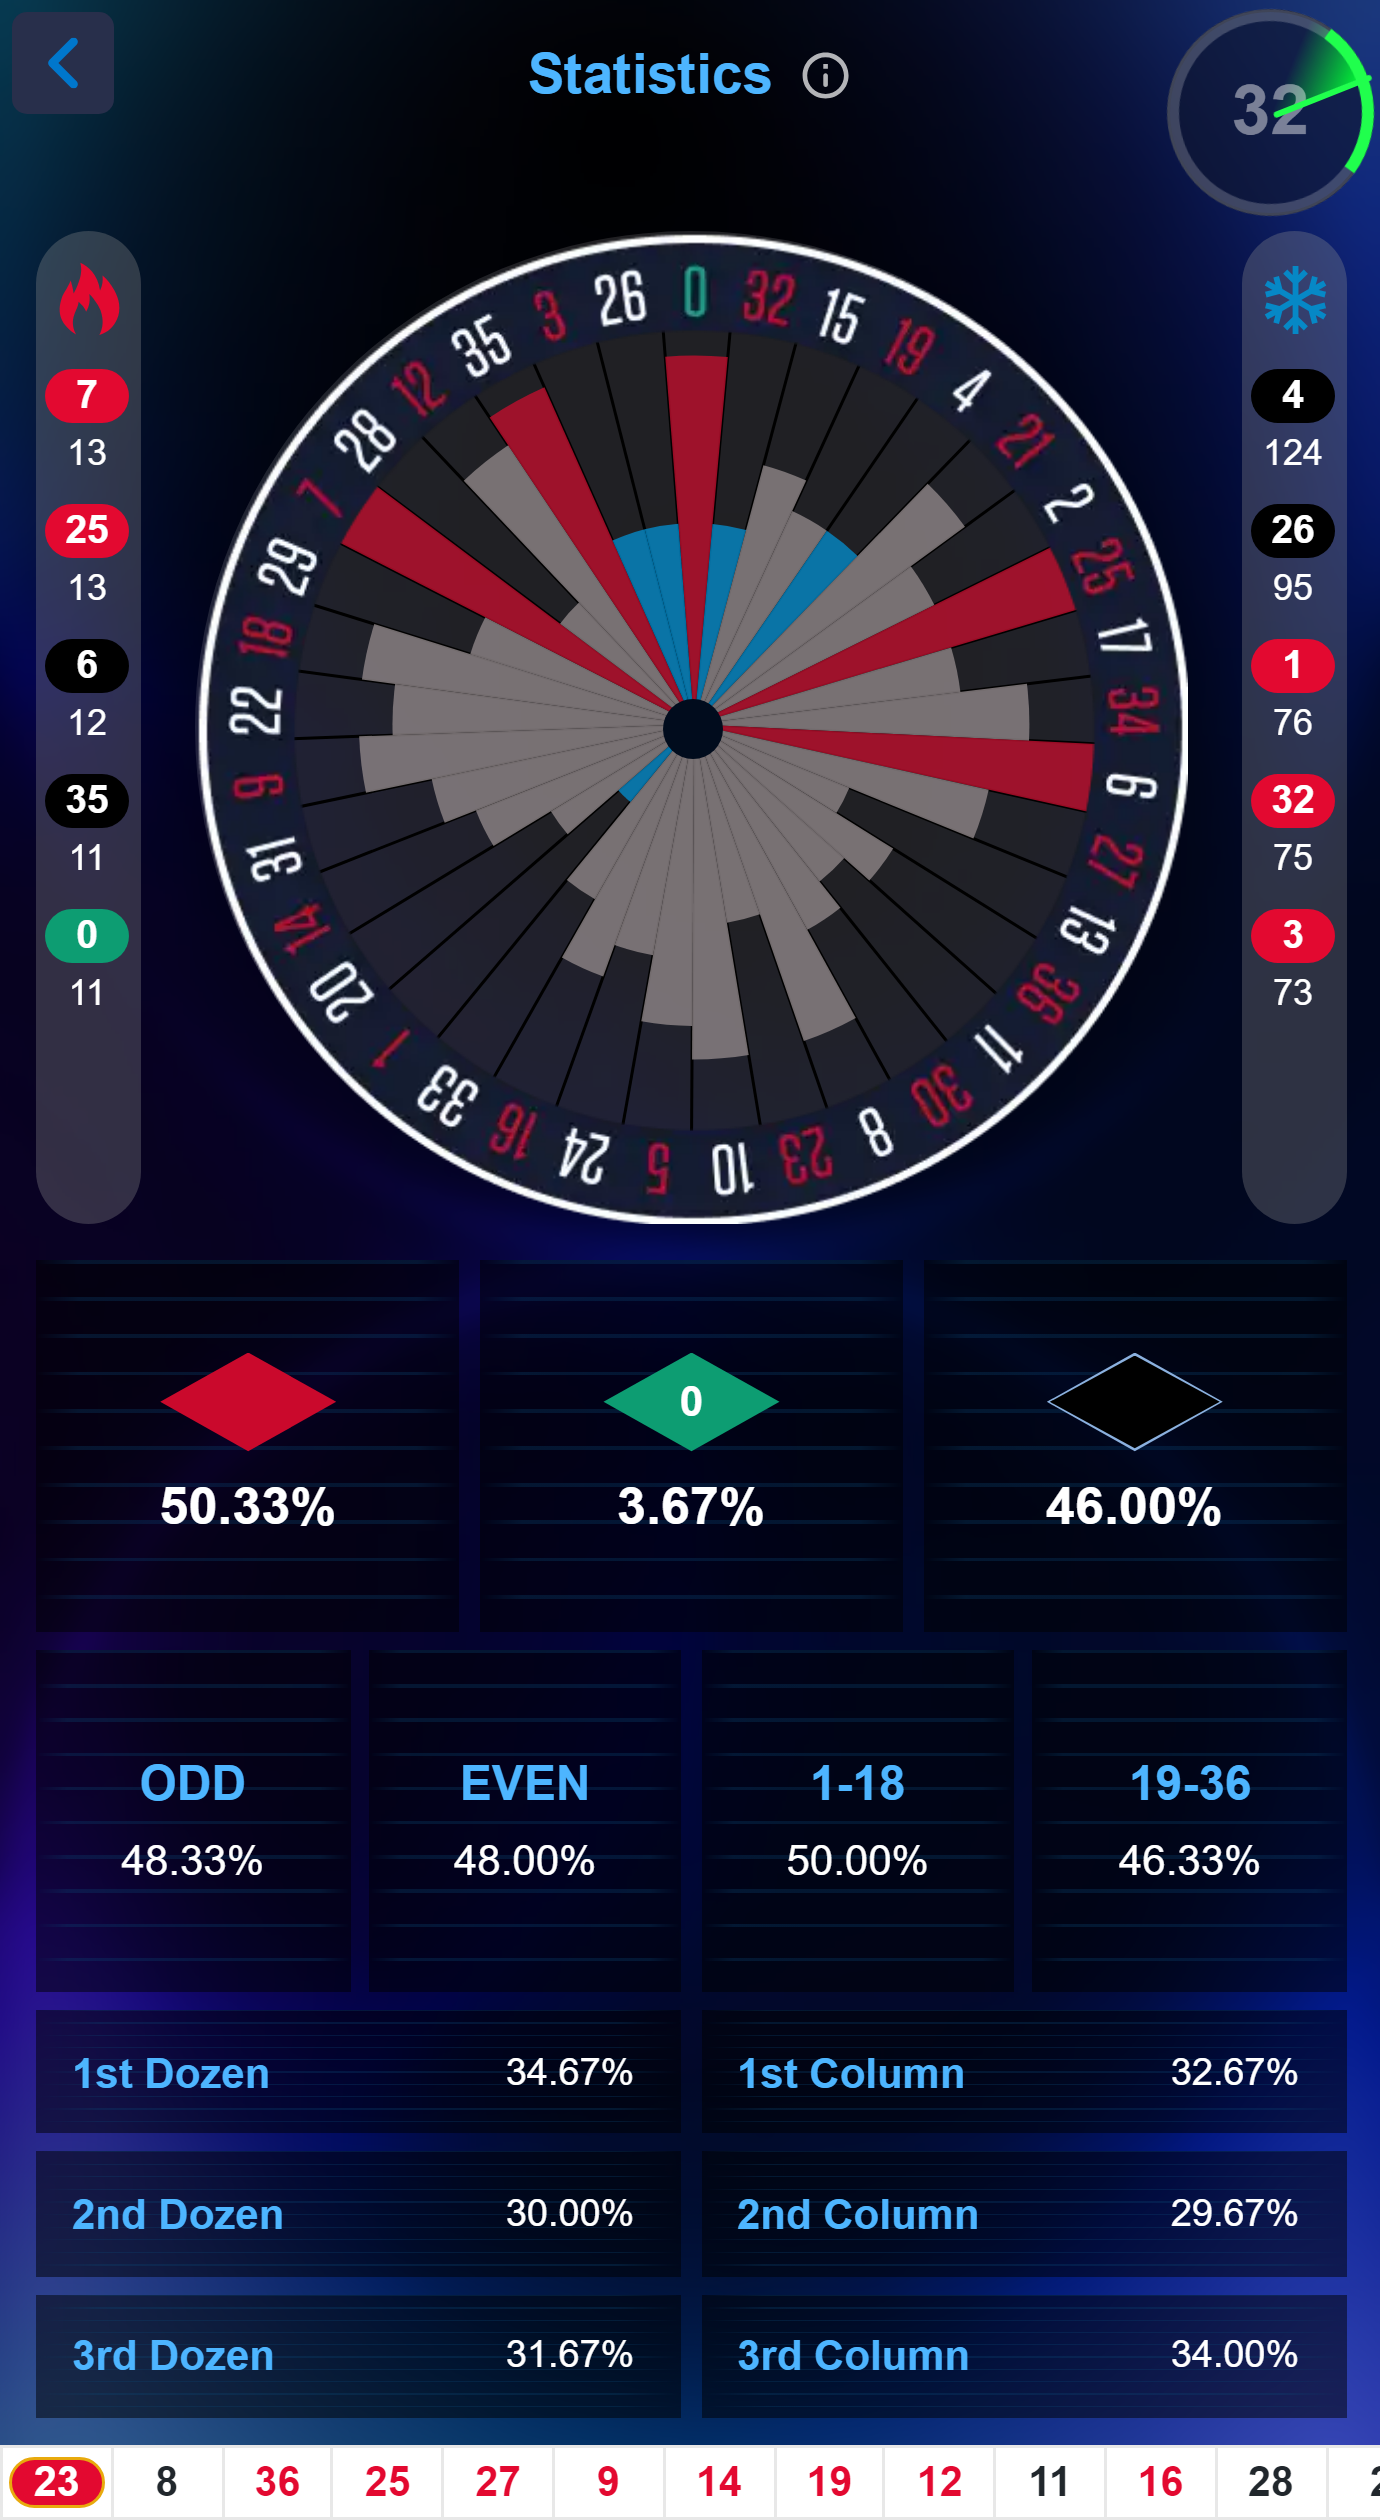 Statistics
32
7
13
25
13
6
12
35
11
0
11
0 32 15 19 4 21 2 25 17 34 6 27 13 36 11 30 8 23 10 5 24 16 33 1 20 14 31 9 22 18 29 7 28 12 35 3 26
4
124
26
95
1
76
32
75
3
73
50.33%
0
3.67%
46.00%
ODD EVEN 1-18 19-36
48.33% 48.00% 50.00% 46.33%
1st Dozen 34.67%
1st Column 32.67%
2nd Dozen 30.00%
2nd Column 29.67%
3rd Dozen 31.67%
3rd Column 34.00%
23 8 36 25 27 9 14 19 12 11 16 28